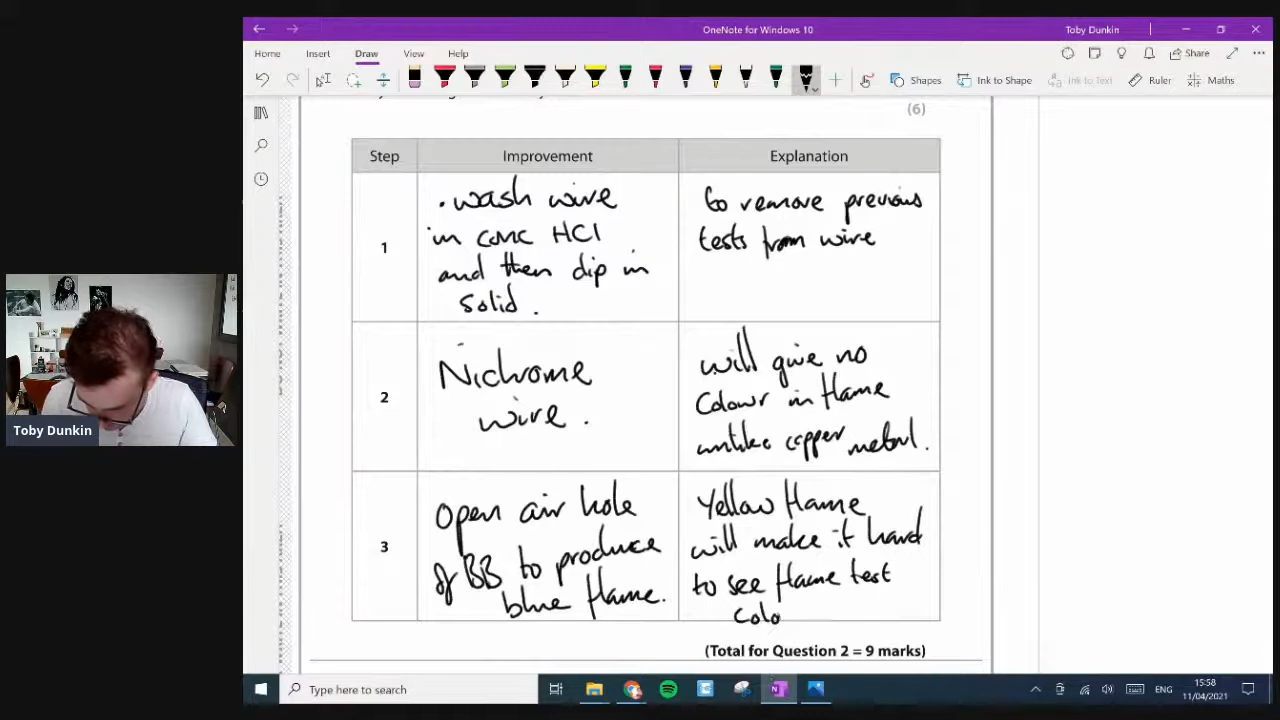 OneNote for Windows 10
Toby Dunkin
Home Insert Draw View Help
Share
Shapes
Ink to Shape
Ink to Text
Ruler
Maths
(6)
Step Improvement Explanation
1
. wash wire
in conc HCl
and then dip in
solid.
to remove previous
tests from wire
2
Nichrome
wire.
will give no
colour in flame
unlike copper metal.
3
Open air hole
of BB to produce
blue flame.
Yellow flame
will make it hard
to see flame test
colo
(Total for Question 2 = 9 marks)
Toby Dunkin
Type here to search
ENG
15:58
11/04/2021